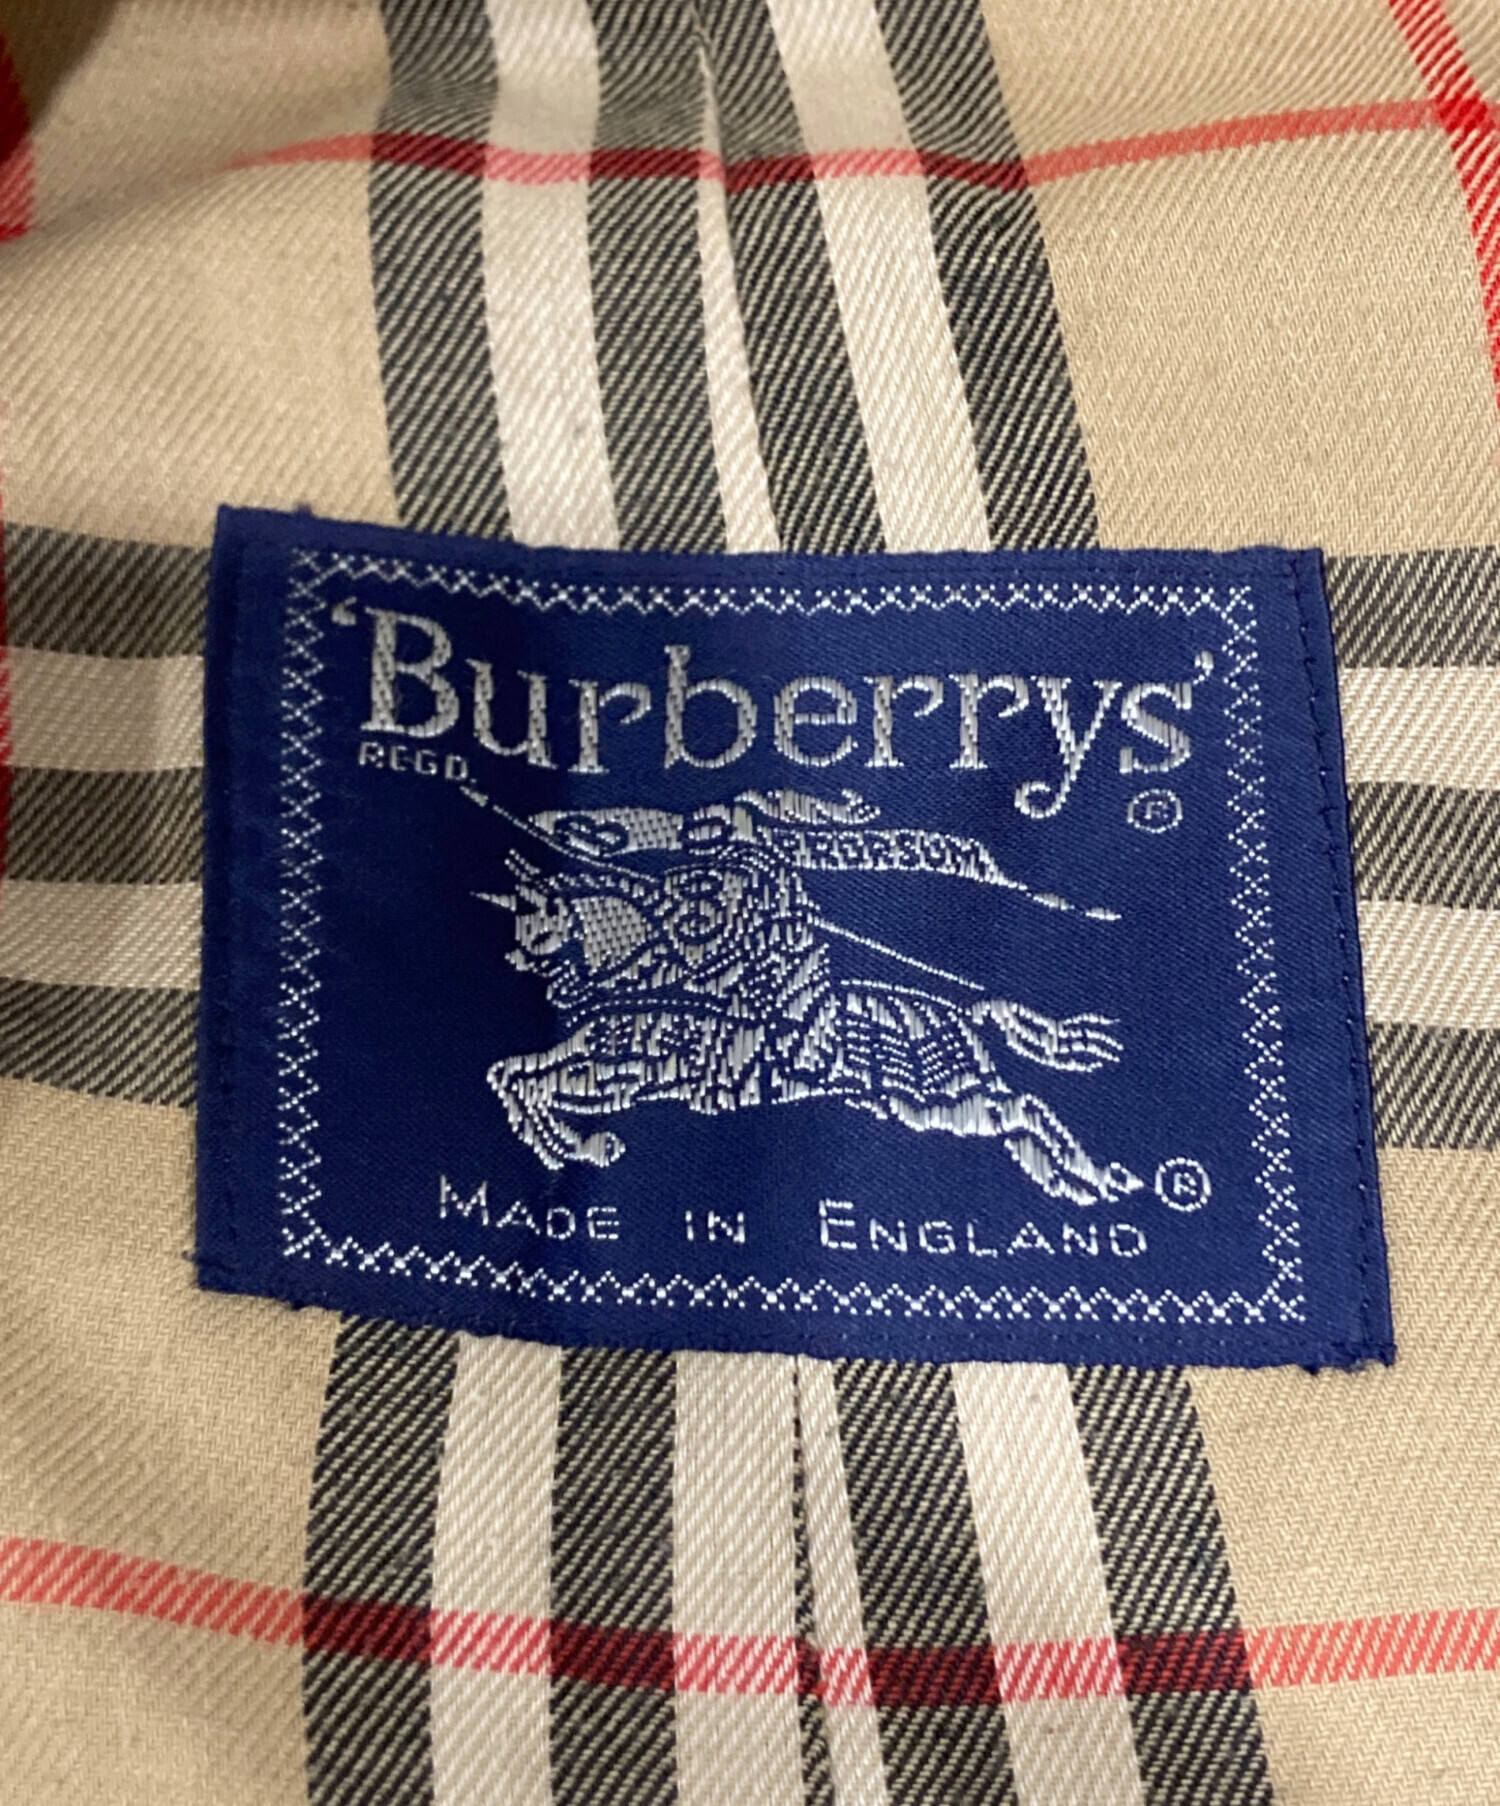 ‘Burberrys’
REGD.
®
PRORSUM
®
MADE IN ENGLAND